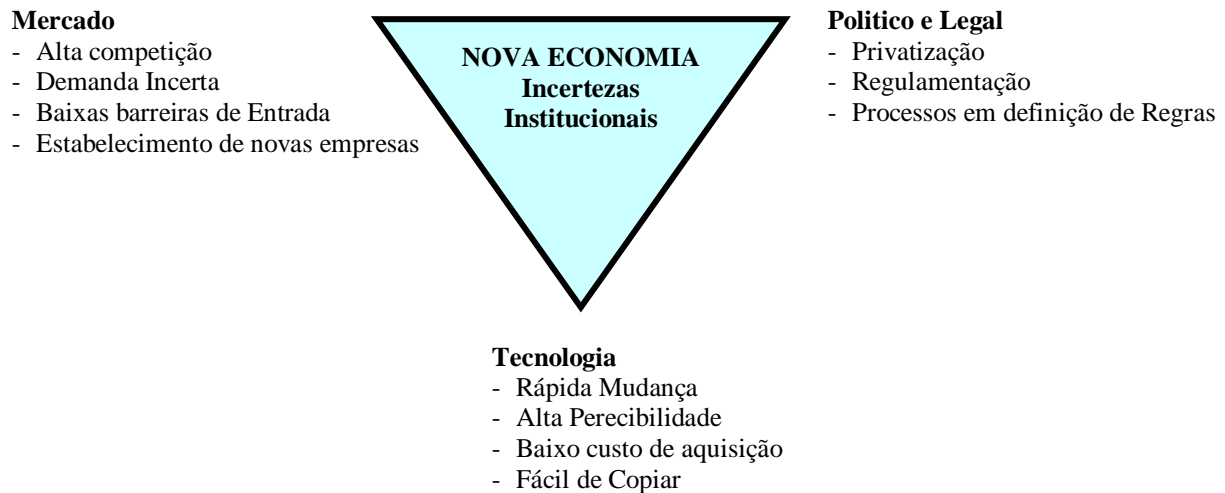 Mercado
- Alta competição
- Demanda Incerta
- Baixas barreiras de Entrada
- Estabelecimento de novas empresas
NOVA ECONOMIA
Incertezas
Institucionais
Politico e Legal
- Privatização
- Regulamentação
- Processos em definição de Regras
Tecnologia
- Rápida Mudança
- Alta Perecibilidade
- Baixo custo de aquisição
- Fácil de Copiar